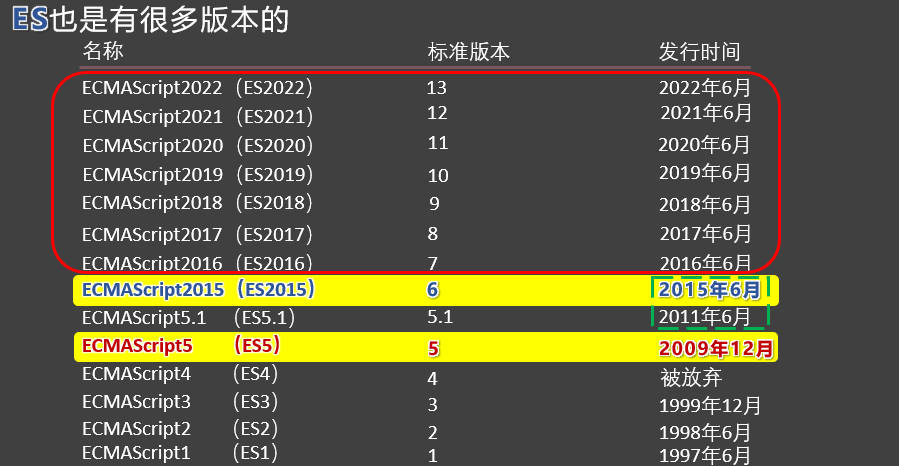 ES也是有很多版本的
名称 标准版本 发行时间
ECMAScript2022（ES2022） 13 2022年6月
ECMAScript2021（ES2021） 12 2021年6月
ECMAScript2020（ES2020） 11 2020年6月
ECMAScript2019（ES2019） 10 2019年6月
ECMAScript2018（ES2018） 9 2018年6月
ECMAScript2017（ES2017） 8 2017年6月
ECMAScript2016（ES2016） 7 2016年6月
ECMAScript2015（ES2015） 6 2015年6月
ECMAScript5.1（ES5.1） 5.1 2011年6月
ECMAScript5（ES5） 5 2009年12月
ECMAScript4（ES4） 4 被放弃
ECMAScript3（ES3） 3 1999年12月
ECMAScript2（ES2） 2 1998年6月
ECMAScript1（ES1） 1 1997年6月